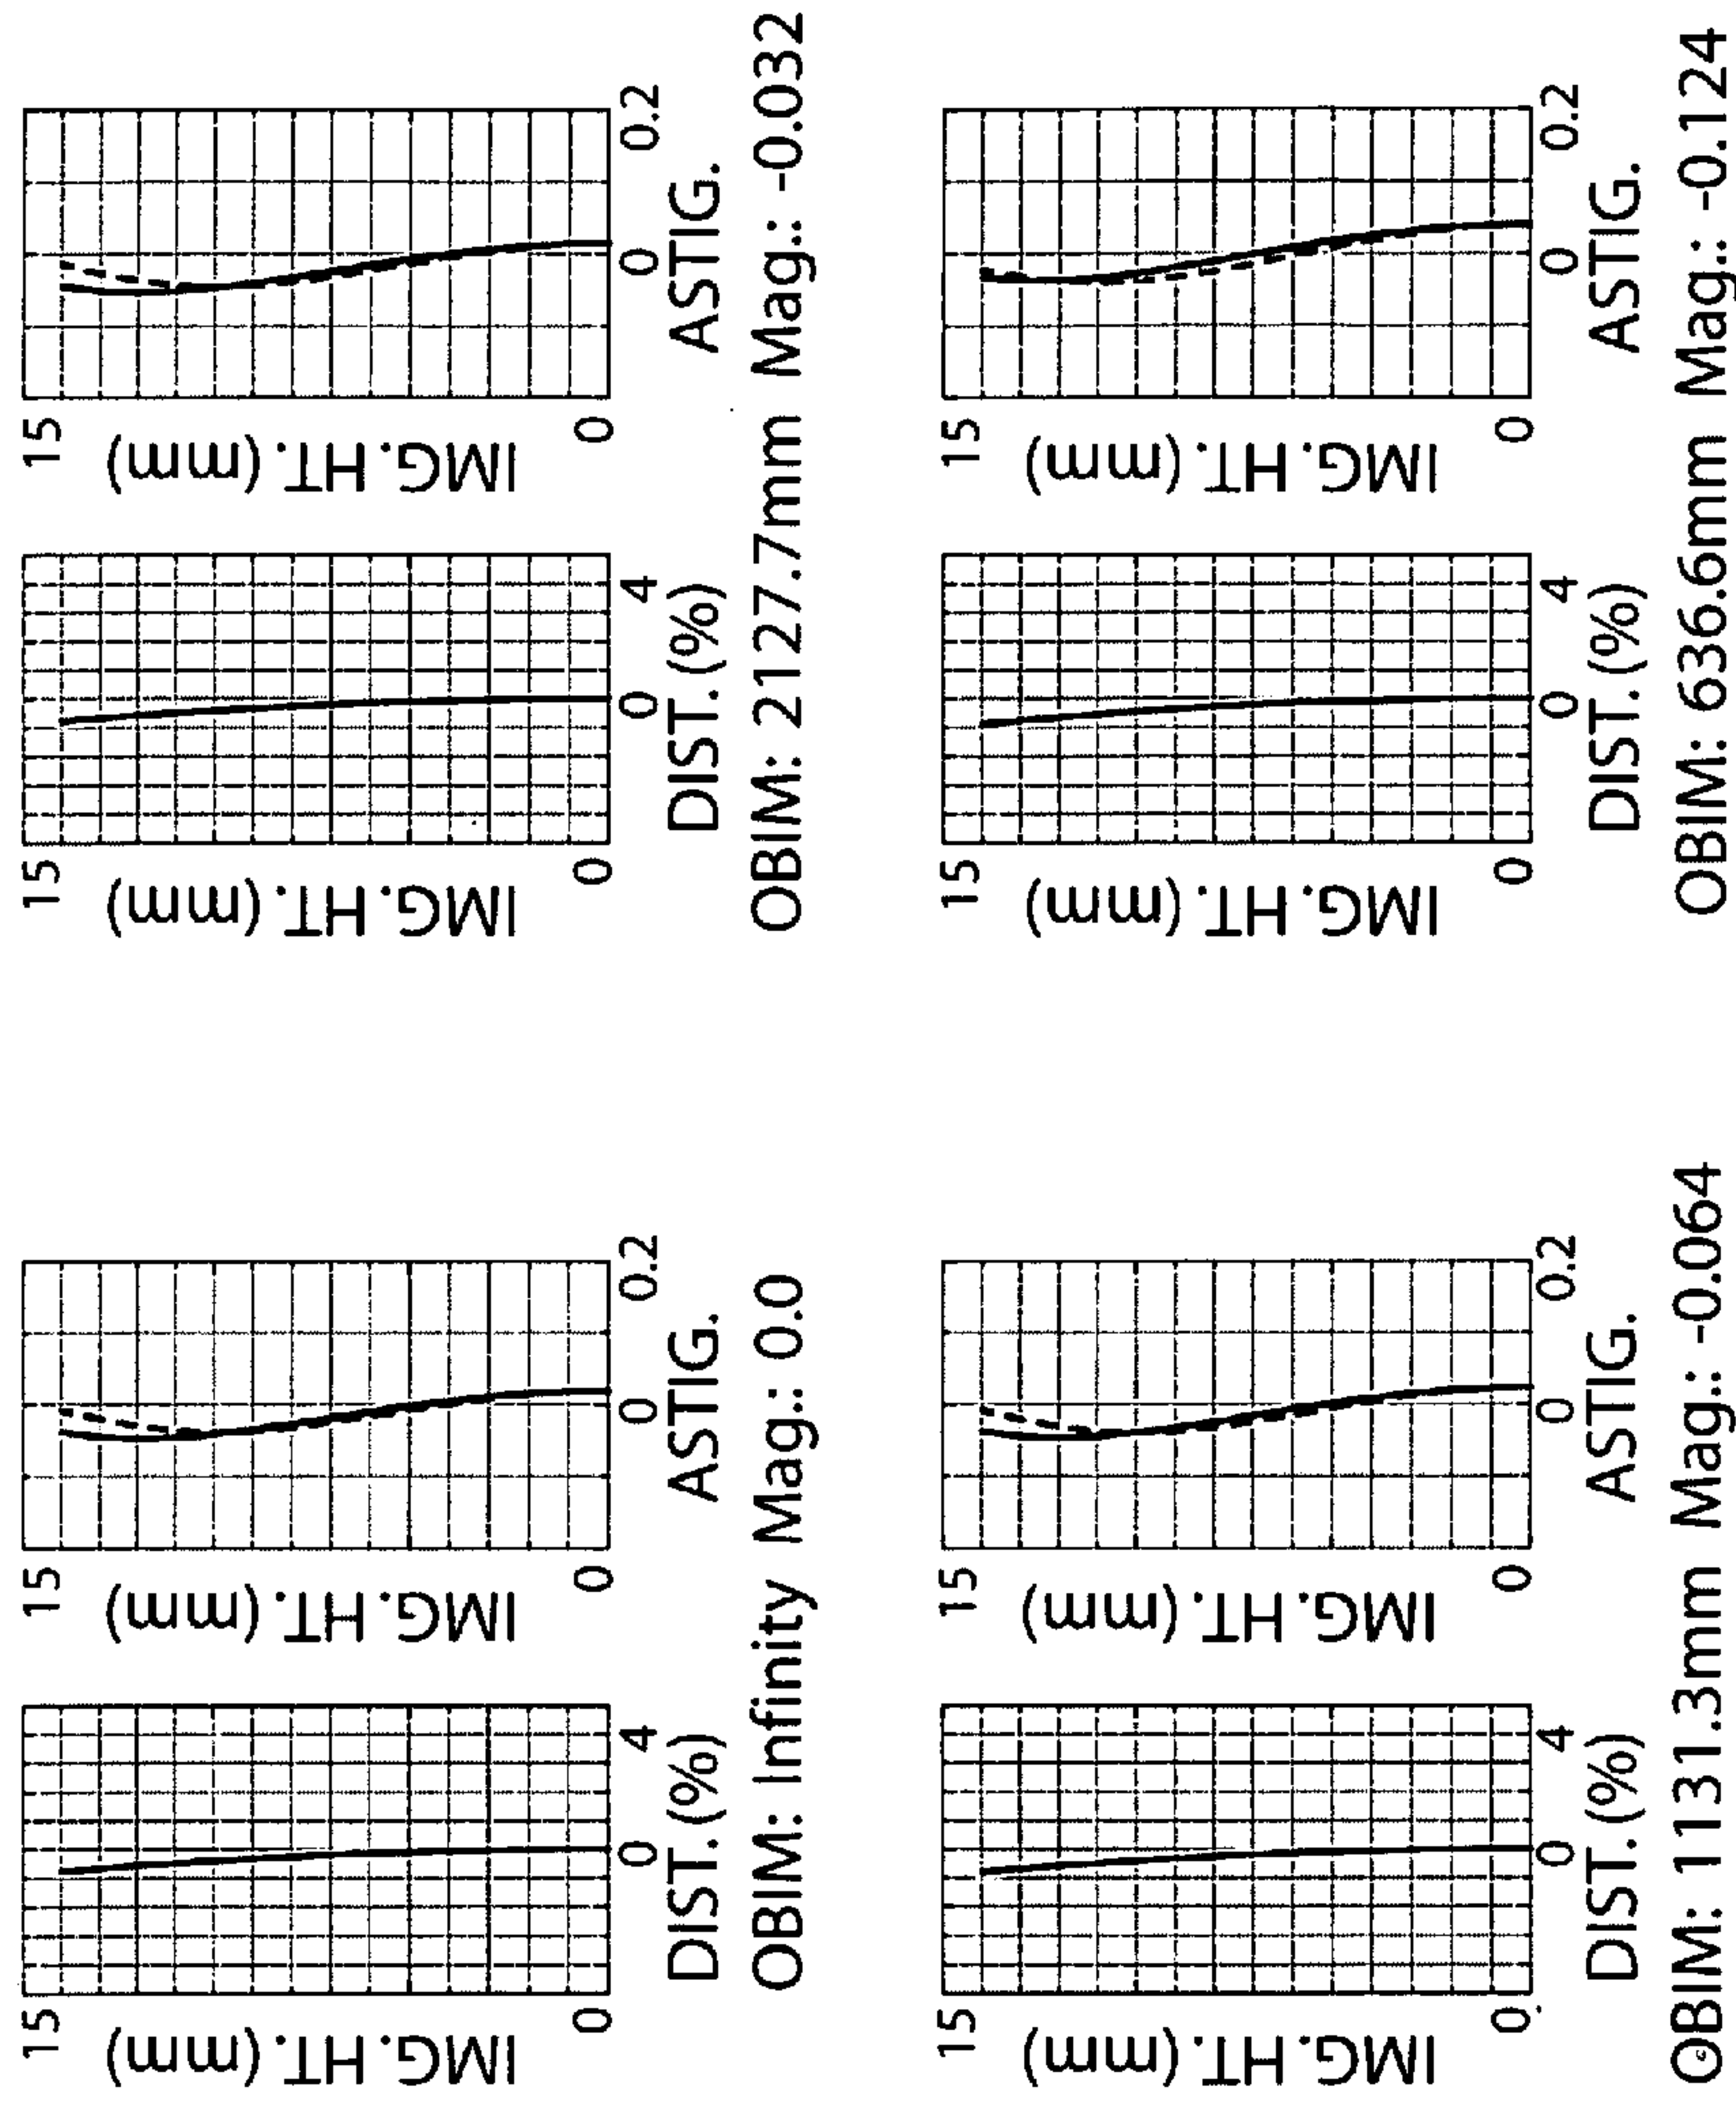 15
IMG. HT. (mm)
0
0
4
DIST. (%)
15
IMG. HT. (mm)
0
0
0.2
ASTIG.
OBIM: Infinity Mag.: 0.0
15
IMG. HT. (mm)
0
0
4
DIST. (%)
15
IMG. HT. (mm)
0
0
0.2
ASTIG.
OBIM: 2127.7mm Mag.: -0.032
15
IMG. HT. (mm)
0
0
4
DIST. (%)
15
IMG. HT. (mm)
0
0
0.2
ASTIG.
OBIM: 1131.3mm Mag.: -0.064
15
IMG. HT. (mm)
0
0
4
DIST. (%)
15
IMG. HT. (mm)
0
0
0.2
ASTIG.
OBIM: 636.6mm Mag.: -0.124